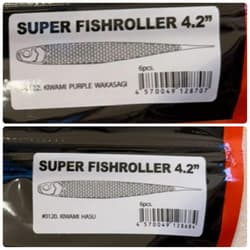 SUPER FISHROLLER 4.2”
6pcs.
KIWAMI PURPLE WAKASAGI
4 570049 128707
SUPER FISHROLLER 4.2”
6pcs.
#0120. KIWAMI HASU
4 570049 128684